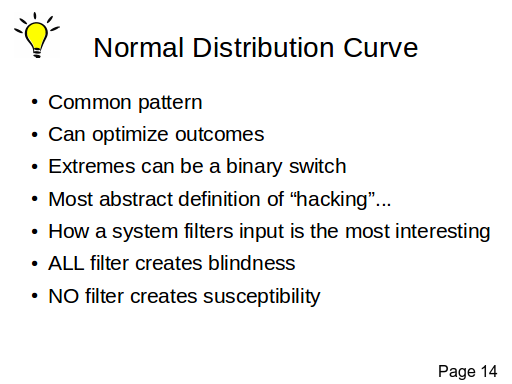 Normal Distribution Curve
• Common pattern
• Can optimize outcomes
• Extremes can be a binary switch
• Most abstract definition of “hacking”...
• How a system filters input is the most interesting
• ALL filter creates blindness
• NO filter creates susceptibility
Page 14